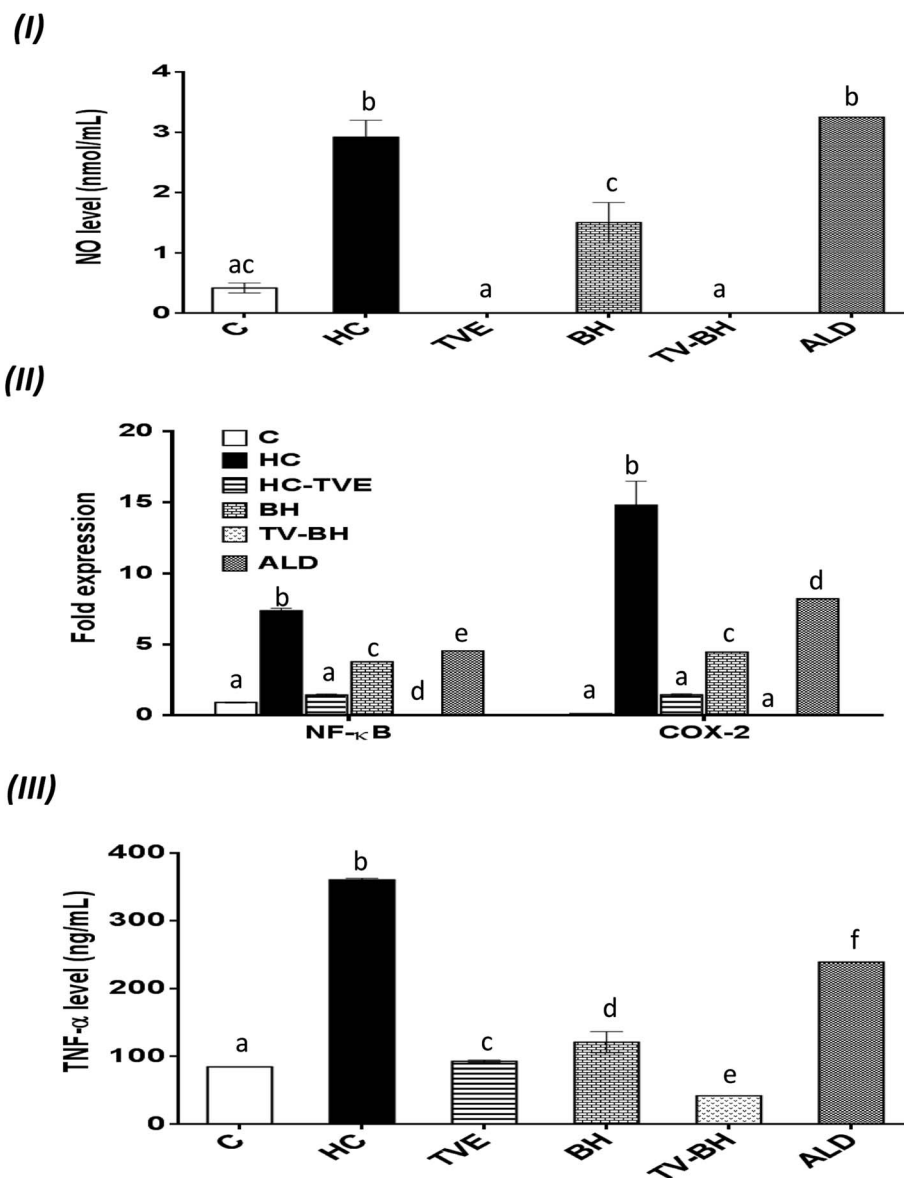 (I)
NO level (nmol/mL)
4
3
2
1
0
ac
b
a
c
a
b
C
HC
TVE
BH
TV-BH
ALD
(II)
Fold expression
20
15
10
5
0
C
HC
HC-TVE
BH
TV-BH
ALD
a
b
a
c
d
e
a
b
a
c
a
d
NF-κB
COX-2
(III)
TNF-α level (ng/mL)
400
300
200
100
0
a
b
c
d
e
f
C
HC
TVE
BH
TV-BH
ALD